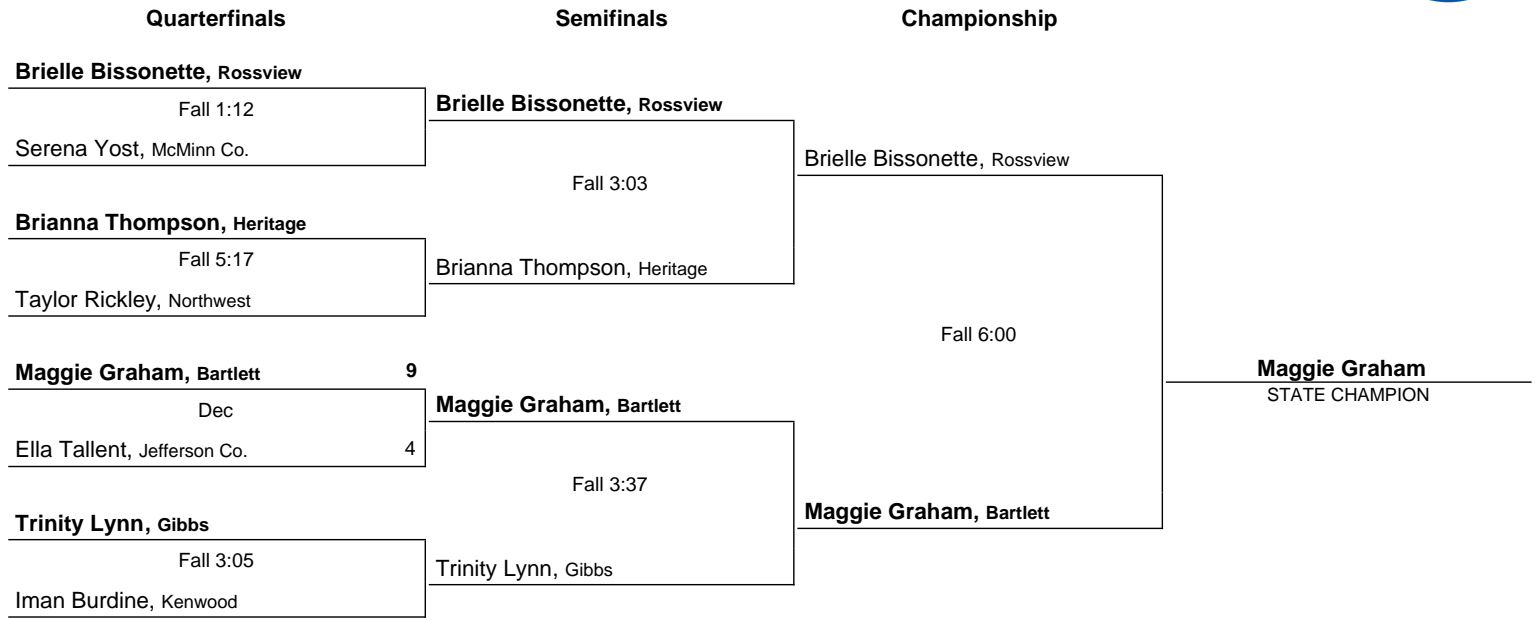 Quarterfinals
Semifinals
Championship
Brielle Bissonette, Rossview
Fall 1:12
Serena Yost, McMinn Co.
Brianna Thompson, Heritage
Fall 5:17
Taylor Rickley, Northwest
Maggie Graham, Bartlett 9
Dec
Ella Tallent, Jefferson Co. 4
Trinity Lynn, Gibbs
Fall 3:05
Iman Burdine, Kenwood
Brielle Bissonette, Rossview
Fall 3:03
Brianna Thompson, Heritage
Maggie Graham, Bartlett
Fall 3:37
Trinity Lynn, Gibbs
Brielle Bissonette, Rossview
Fall 6:00
Maggie Graham, Bartlett
Maggie Graham
STATE CHAMPION